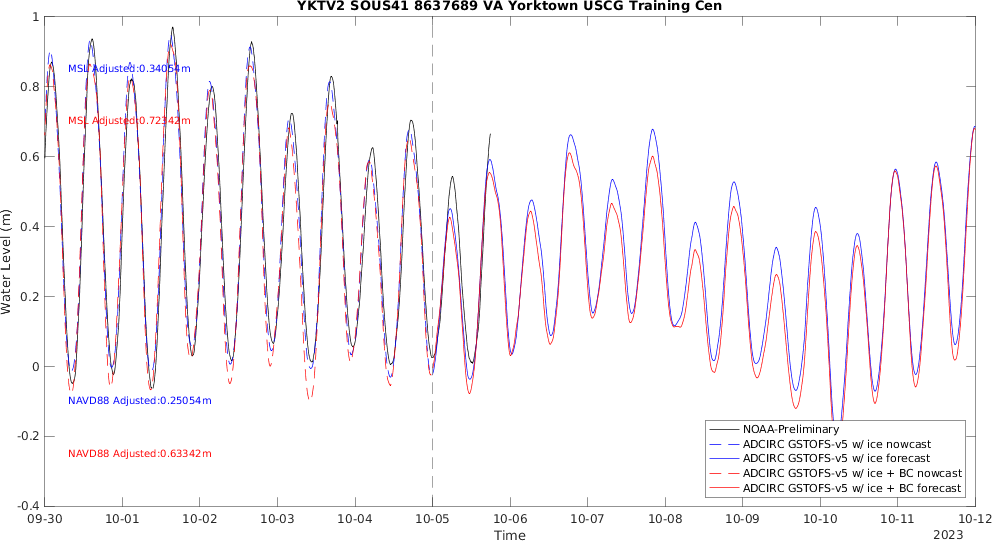 YKTV2 SOUS41 8637689 VA Yorktown USCG Training Cen
1
0.8
0.6
0.4
0.2
0
-0.2
-0.4
Water Level (m)
MSL Adjusted:0.34054m
MSL Adjusted:0.72342m
NAVD88 Adjusted:0.25054m
NAVD88 Adjusted:0.63342m
NOAA-Preliminary
ADCIRC GSTOFS-v5 w/ ice nowcast
ADCIRC GSTOFS-v5 w/ ice forecast
ADCIRC GSTOFS-v5 w/ ice + BC nowcast
ADCIRC GSTOFS-v5 w/ ice + BC forecast
09-30 10-01 10-02 10-03 10-04 10-05 10-06 10-07 10-08 10-09 10-10 10-11 10-12
Time
2023